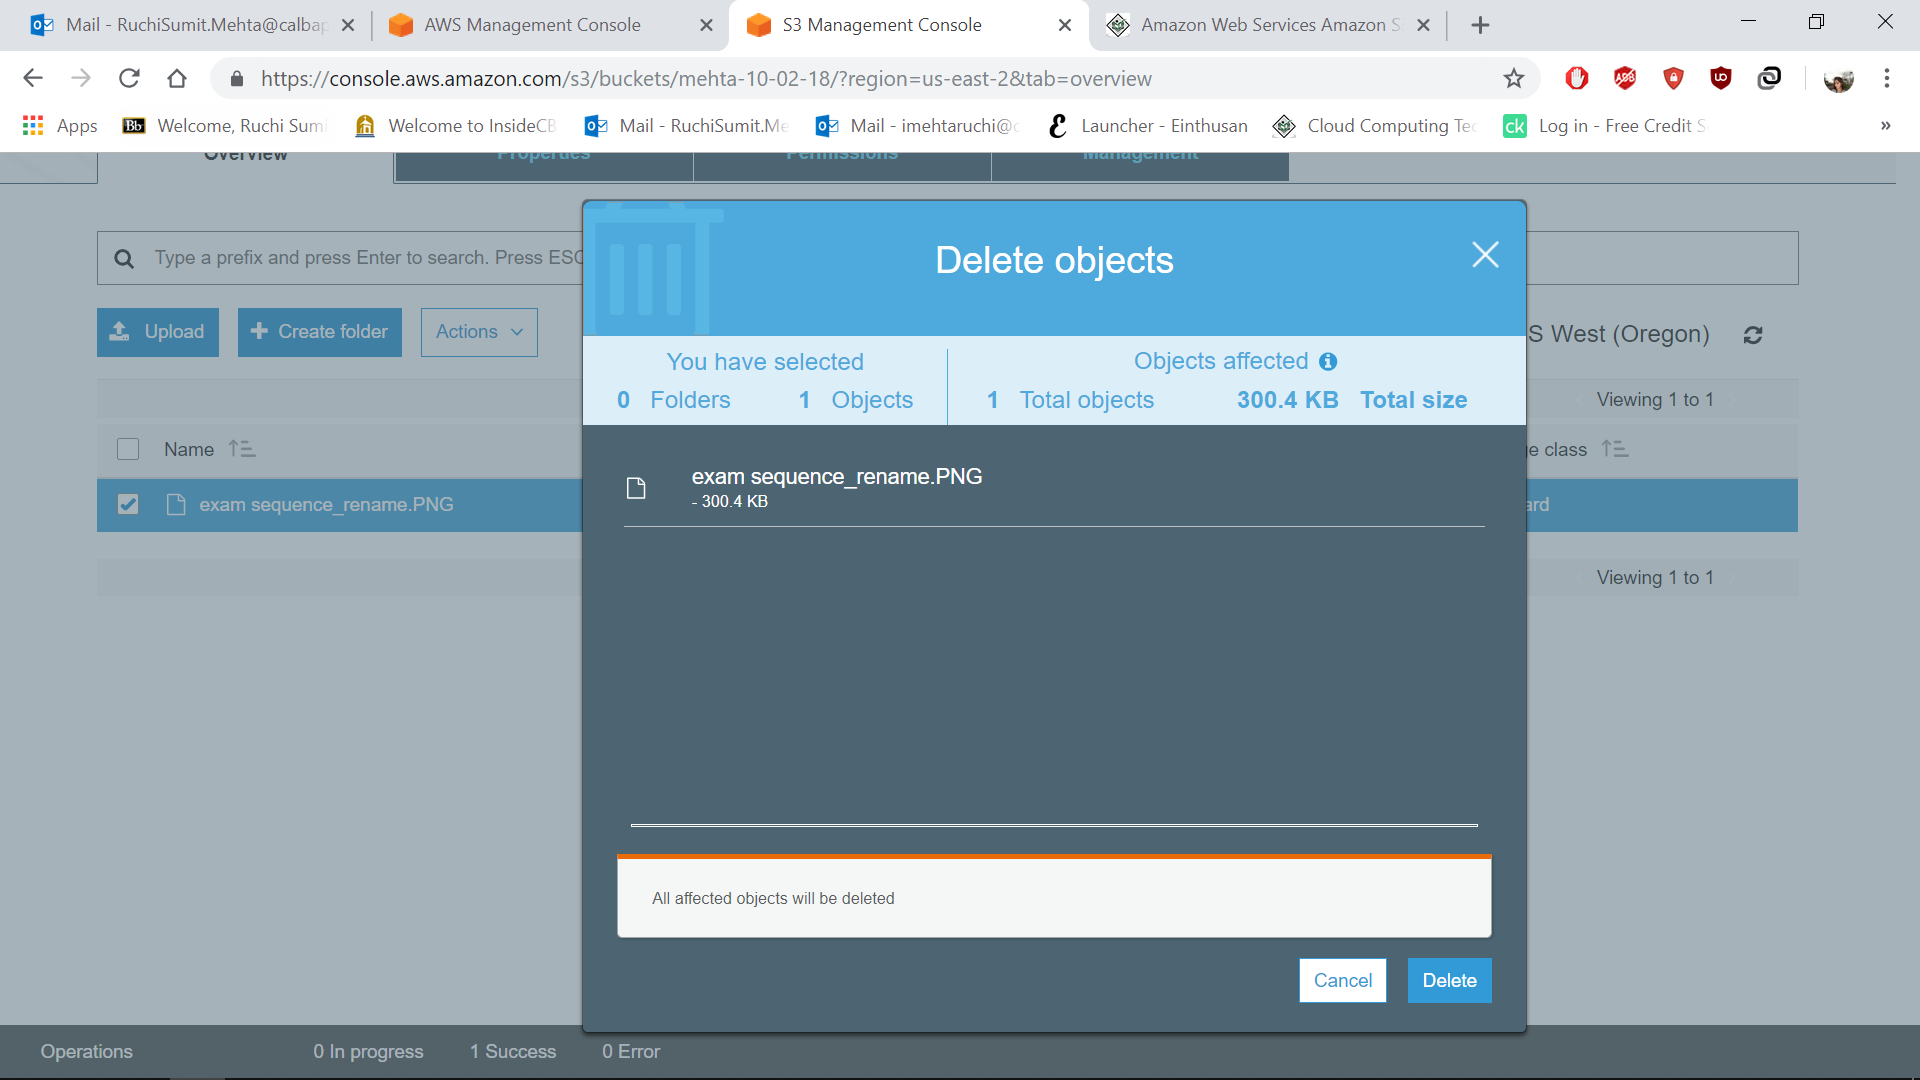 Mail - RuchiSumit.Mehta@calbap
AWS Management Console
S3 Management Console
Amazon Web Services Amazon S
https://console.aws.amazon.com/s3/buckets/mehta-10-02-18/?region=us-east-2&tab=overview
Apps
Bb Welcome, Ruchi Sum
Welcome to InsideCB
Mail - RuchiSumit.Me
Mail - imehtaruchi@
Launcher - Einthusan
Cloud Computing Tec
ck Log in - Free Credit S
»
Overview
Properties
Permissions
Management
Type a prefix and press Enter to search. Press ESC
Upload
Create folder
Actions
S West (Oregon)
Viewing 1 to 1
Name
e class
exam sequence_rename.PNG
ard
Viewing 1 to 1
Delete objects
You have selected
0 Folders 1 Objects
Objects affected
1 Total objects 300.4 KB Total size
exam sequence_rename.PNG
- 300.4 KB
All affected objects will be deleted
Cancel
Delete
Operations
0 In progress
1 Success
0 Error